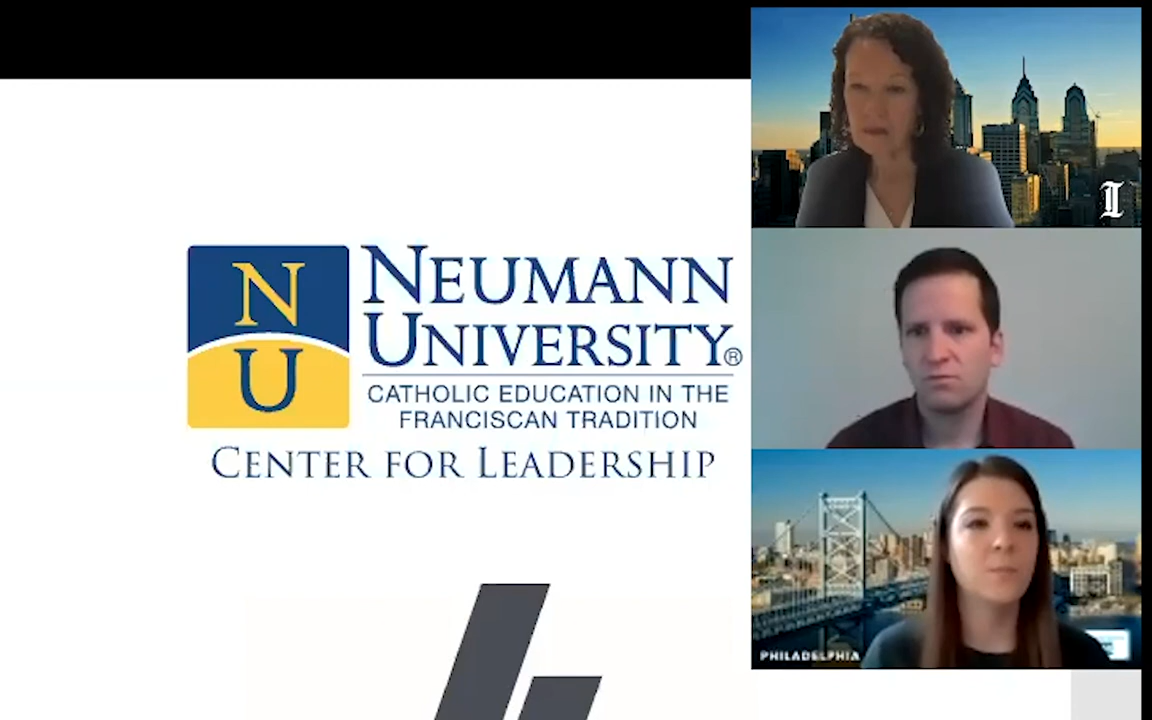 N
U
NEUMANN
UNIVERSITY®
CATHOLIC EDUCATION IN THE
FRANCISCAN TRADITION
CENTER FOR LEADERSHIP
I
PHILADELPHIA